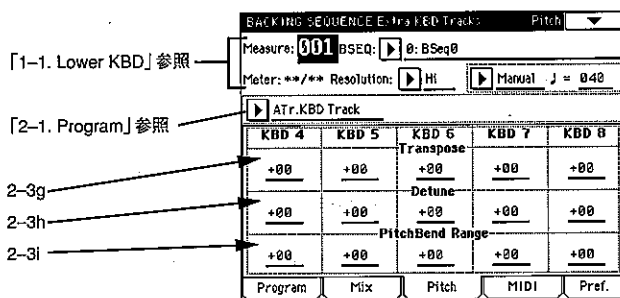 BACKING SEQUENCE Extra KBD Tracks Pitch
Measure: 001 BSEQ: 0: BSeq0
「1–1. Lower KBD」参照
Meter: **/** Resolution: Hi Manual ♩ = 040
「2–1. Program」参照
ATr.KBD Track
KBD 4 KBD 5 KBD 6 KBD 7 KBD 8
Transpose
2–3g
+00 +00 +00 +00 +00
Detune
2–3h
+00 +00 +00 +00 +00
PitchBend Range
2–3i
+00 +00 +00 +00 +00
Program Mix Pitch MIDI Pref.